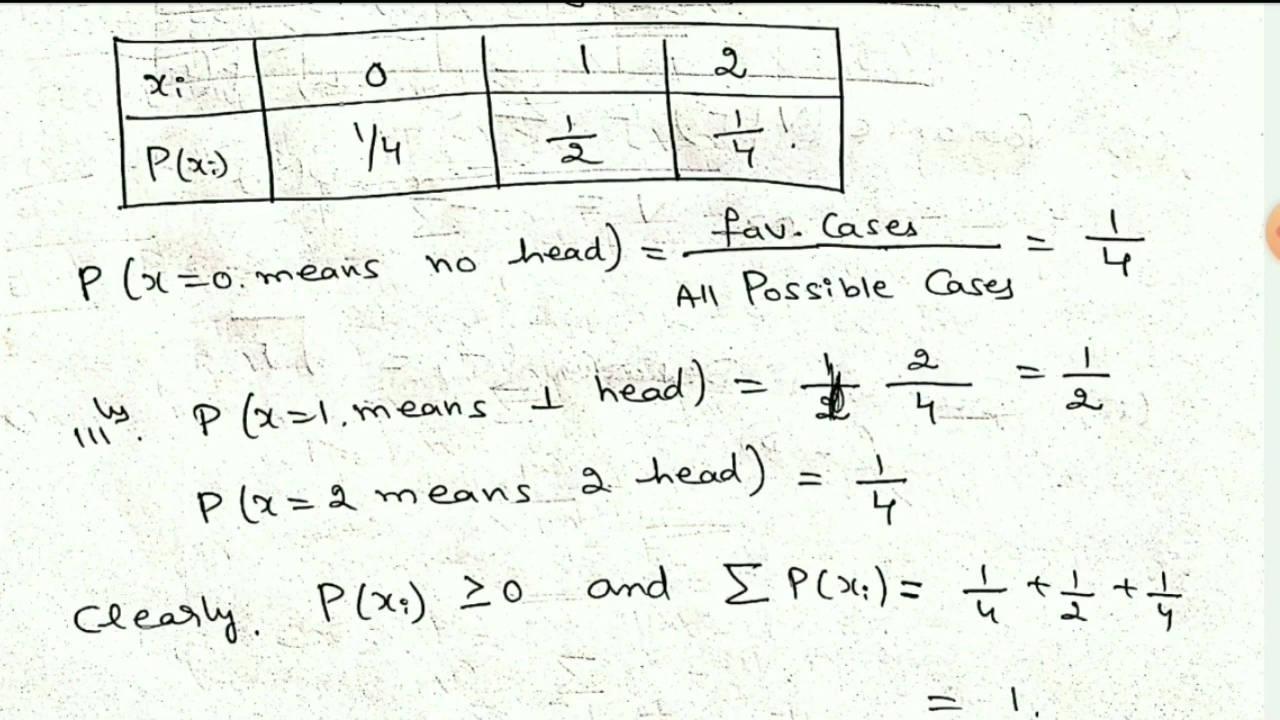 xi 0 1 2
P(xi) 1/4 1/2 1/4
P(x=0. means no head) = fav. Cases / All Possible Cases = 1/4
|||ly. P(x=1. means 1 head) = 2/4 = 1/2
P(x=2 means 2 head) = 1/4
Clearly. P(xi) ≥ 0 and Σ P(xi) = 1/4 + 1/2 + 1/4
= 1.